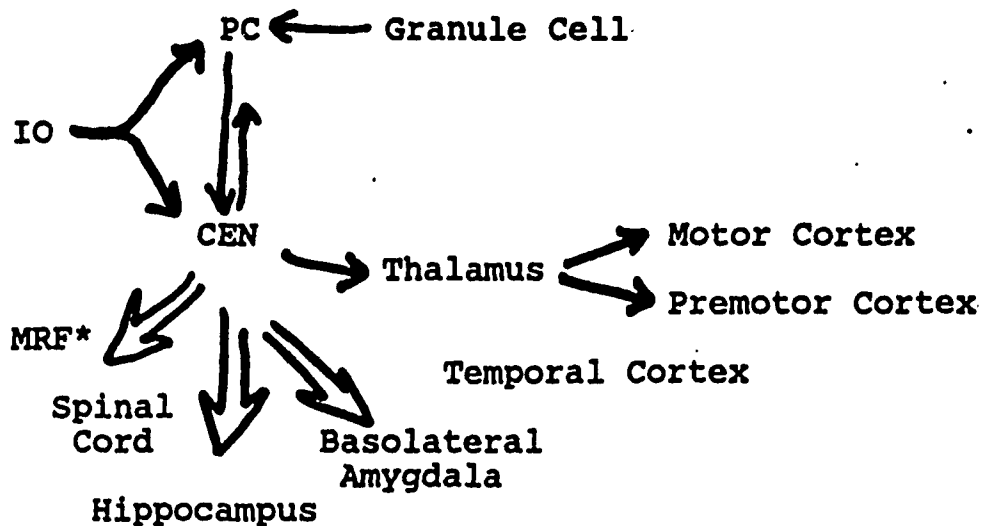 PC
Granule Cell
IO
CEN
Motor Cortex
Thalamus
Premotor Cortex
MRF*
Temporal Cortex
Spinal
Cord
Basolateral
Amygdala
Hippocampus